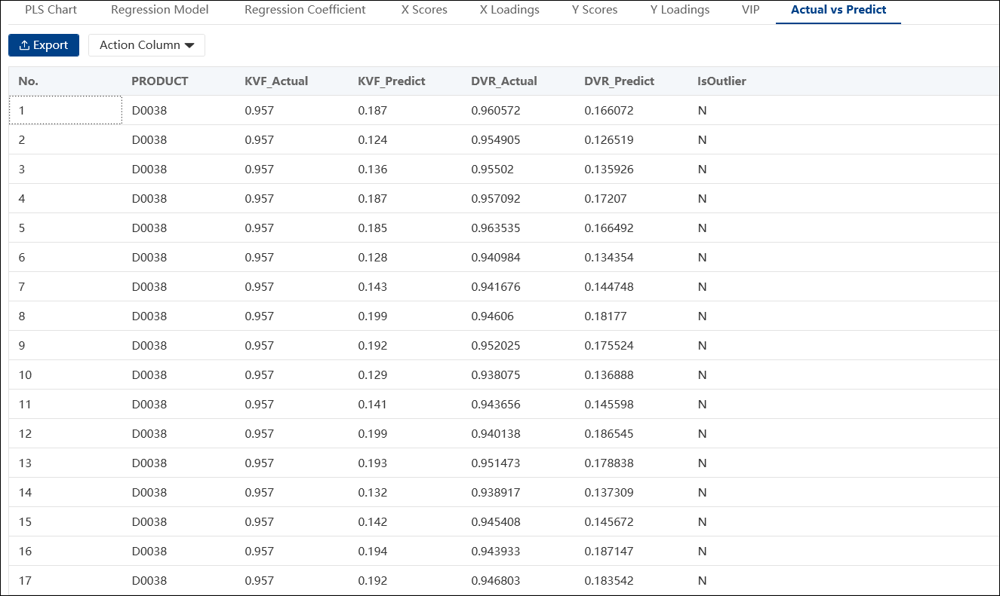 PLS Chart Regression Model Regression Coefficient X Scores X Loadings Y Scores Y Loadings VIP Actual vs Predict
Export Action Column
No. PRODUCT KVF_Actual KVF_Predict DVR_Actual DVR_Predict IsOutlier
1 D0038 0.957 0.187 0.960572 0.166072 N
2 D0038 0.957 0.124 0.954905 0.126519 N
3 D0038 0.957 0.136 0.95502 0.135926 N
4 D0038 0.957 0.187 0.957092 0.17207 N
5 D0038 0.957 0.185 0.963535 0.166492 N
6 D0038 0.957 0.128 0.940984 0.134354 N
7 D0038 0.957 0.143 0.941676 0.144748 N
8 D0038 0.957 0.199 0.94606 0.18177 N
9 D0038 0.957 0.192 0.952025 0.175524 N
10 D0038 0.957 0.129 0.938075 0.136888 N
11 D0038 0.957 0.141 0.943656 0.145598 N
12 D0038 0.957 0.199 0.940138 0.186545 N
13 D0038 0.957 0.193 0.951473 0.178838 N
14 D0038 0.957 0.132 0.938917 0.137309 N
15 D0038 0.957 0.142 0.945408 0.145672 N
16 D0038 0.957 0.194 0.943933 0.187147 N
17 D0038 0.957 0.192 0.946803 0.183542 N